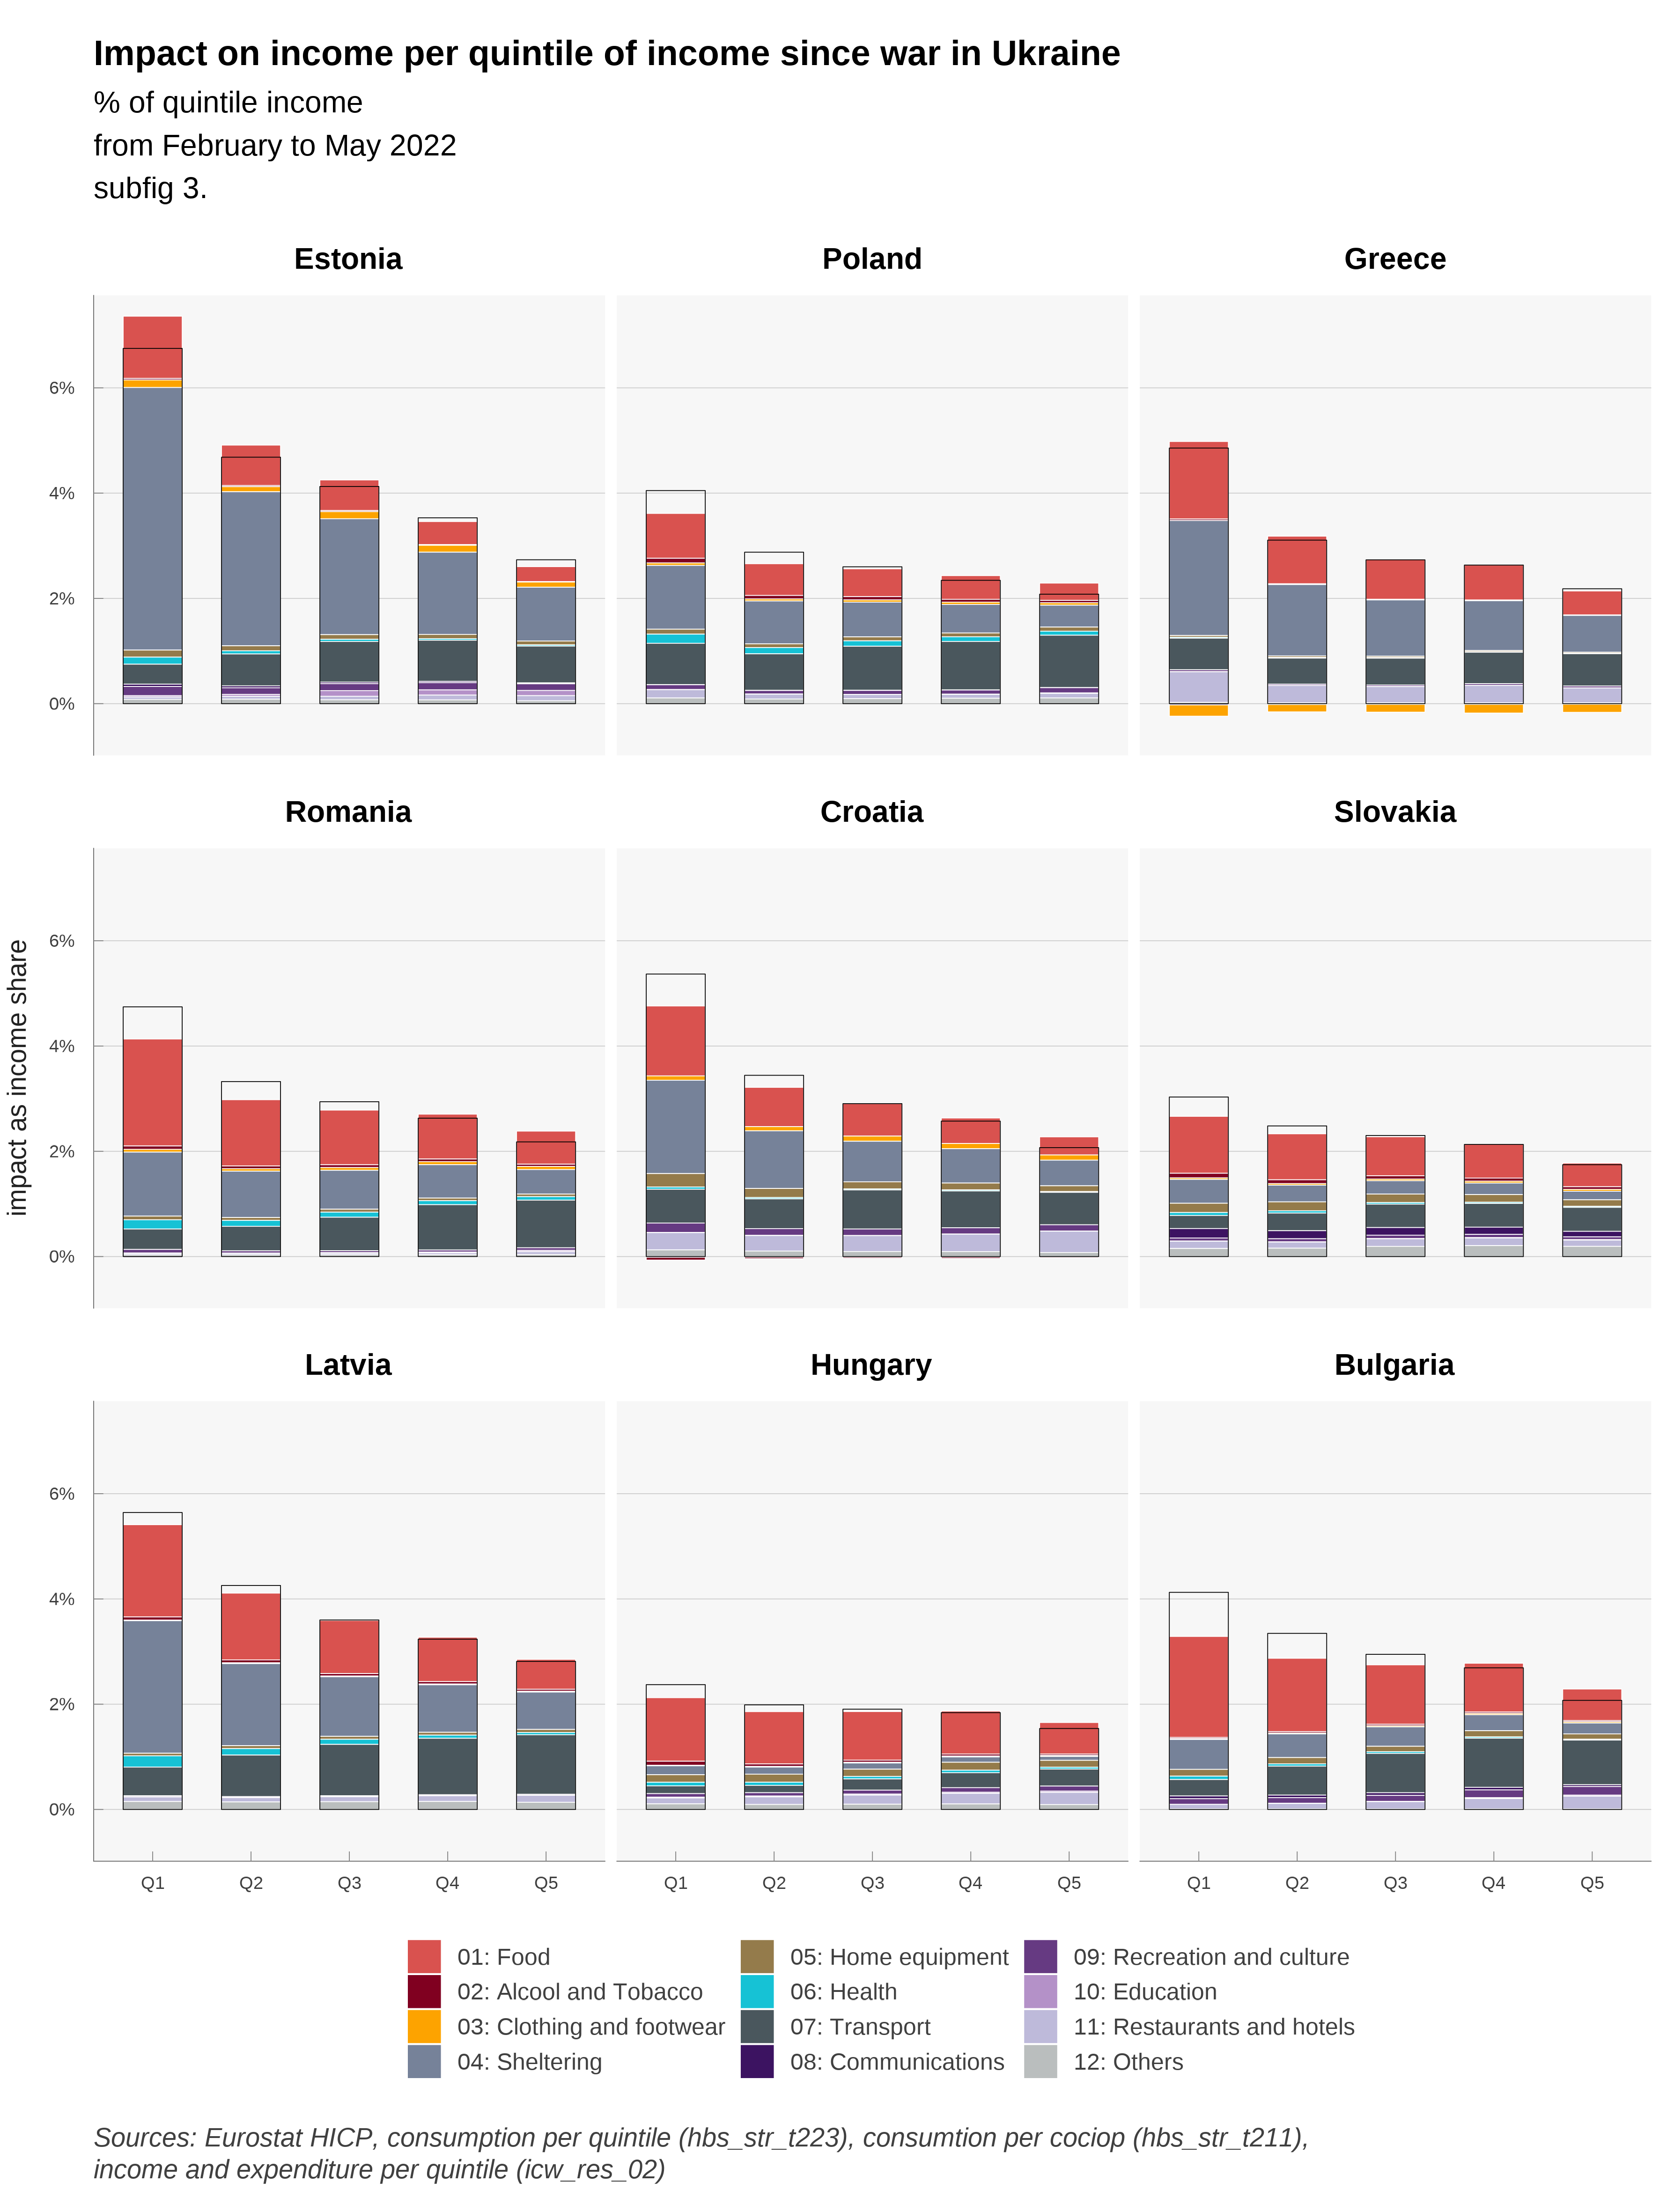 Impact on income per quintile of income since war in Ukraine
% of quintile income
from February to May 2022
subfig 3.
Estonia
Poland
Greece
6%
4%
2%
0%
Romania
Croatia
Slovakia
impact as income share
6%
4%
2%
0%
Latvia
Hungary
Bulgaria
6%
4%
2%
0%
Q1 Q2 Q3 Q4 Q5
Q1 Q2 Q3 Q4 Q5
Q1 Q2 Q3 Q4 Q5
01: Food
02: Alcool and Tobacco
03: Clothing and footwear
04: Sheltering
05: Home equipment
06: Health
07: Transport
08: Communications
09: Recreation and culture
10: Education
11: Restaurants and hotels
12: Others
Sources: Eurostat HICP, consumption per quintile (hbs_str_t223), consumtion per cociop (hbs_str_t211),
income and expenditure per quintile (icw_res_02)